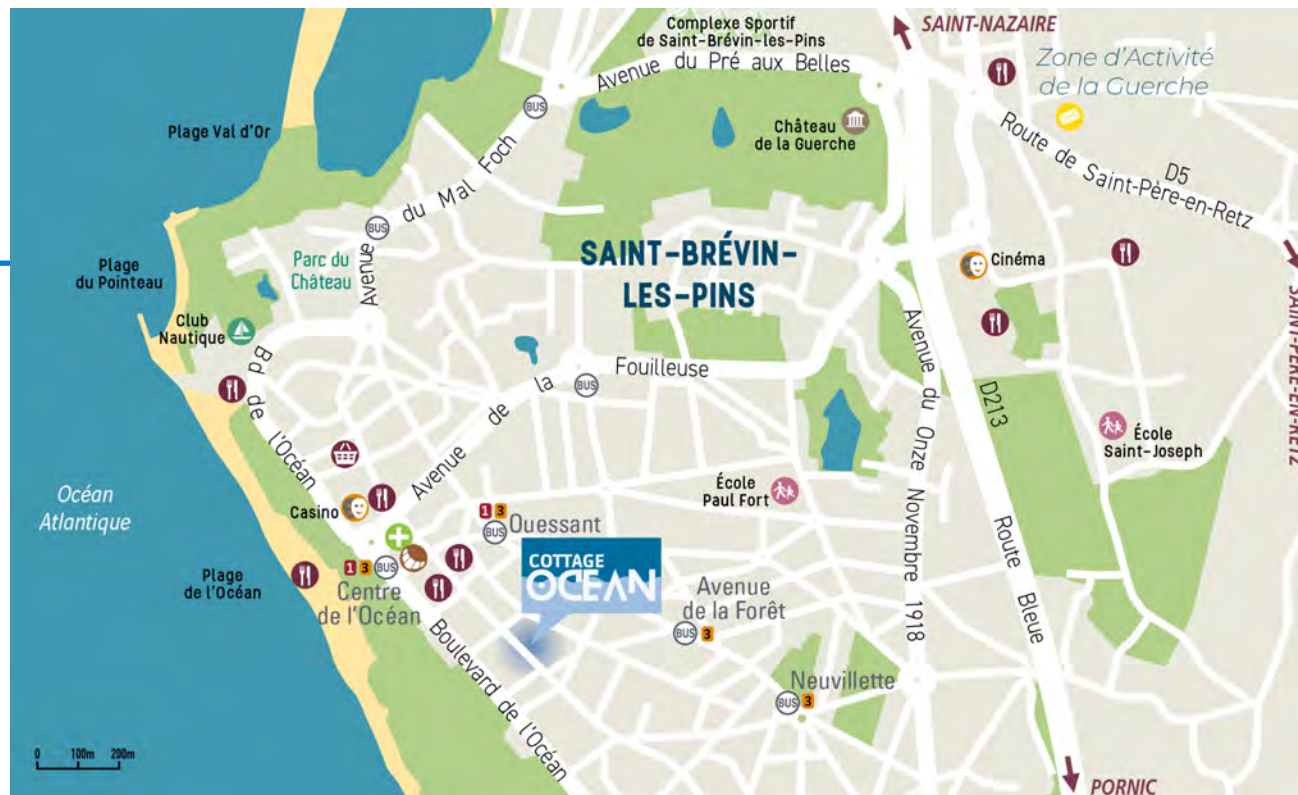 SAINT-NAZAIRE
Complexe Sportif
de Saint-Brévin-les-Pins
Avenue du Pré aux Belles
Zone d'Activité
de la Guerche
Plage Val d'Or
BUS
Château
de la Guerche
Route de Saint-Père-en-Retz
D5
Avenue du Mal Foch
BUS
Parc du
Château
SAINT-BRÉVIN-
LES-PINS
Cinéma
SAINT-PÈRE-EN-RETZ
Plage
du Pointeau
Club
Nautique
Bd de l'Océan
Avenue de la Fouilleuse
BUS
Avenue du Onze Novembre 1918
D213
Route Bleue
École
Saint-Joseph
École
Paul Fort
Océan
Atlantique
Casino
1 3
BUS
Ouessant
COTTAGE
OCÉAN
Plage
de l'Océan
1 3 BUS
Centre
de l'Océan
Avenue
de la Forêt
BUS 3
Boulevard de l'Océan
Neuvillette
BUS 3
0 100m 200m
PORNIC